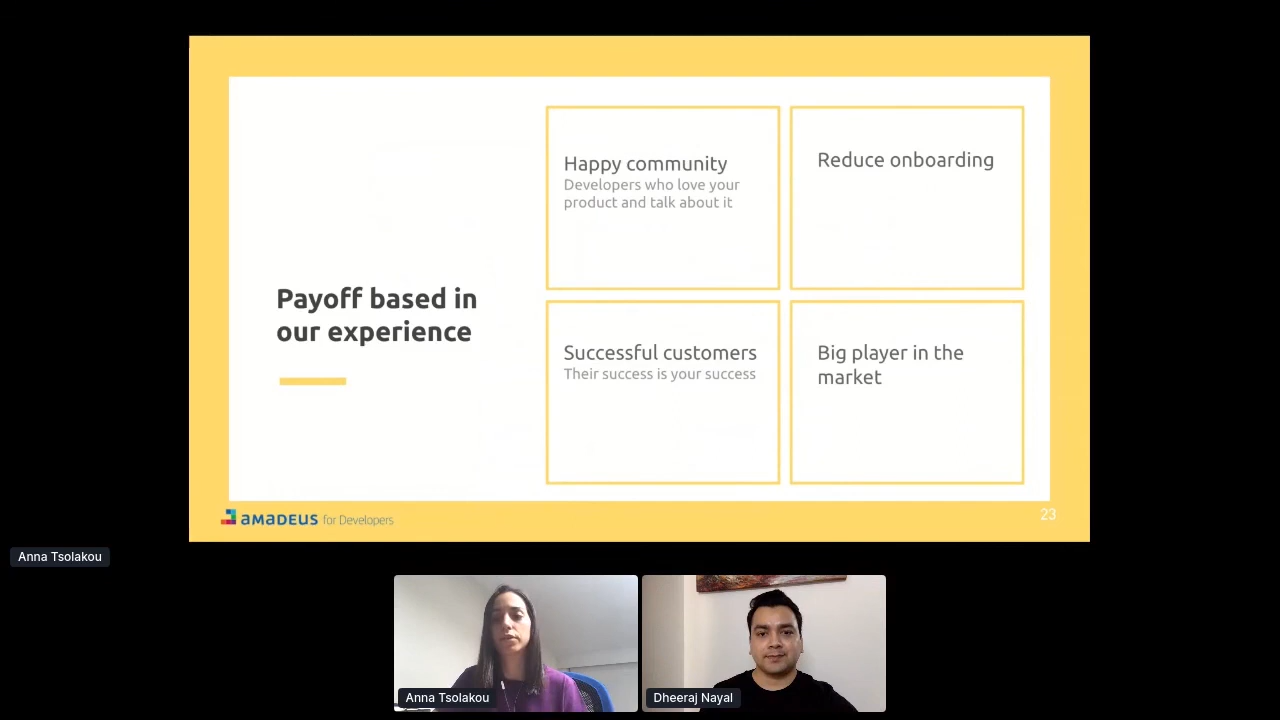 Payoff based in
our experience
Happy community
Developers who love your
product and talk about it
Reduce onboarding
Successful customers
Their success is your success
Big player in the
market
amadeus for Developers
23
Anna Tsolakou
Anna Tsolakou
Dheeraj Nayal